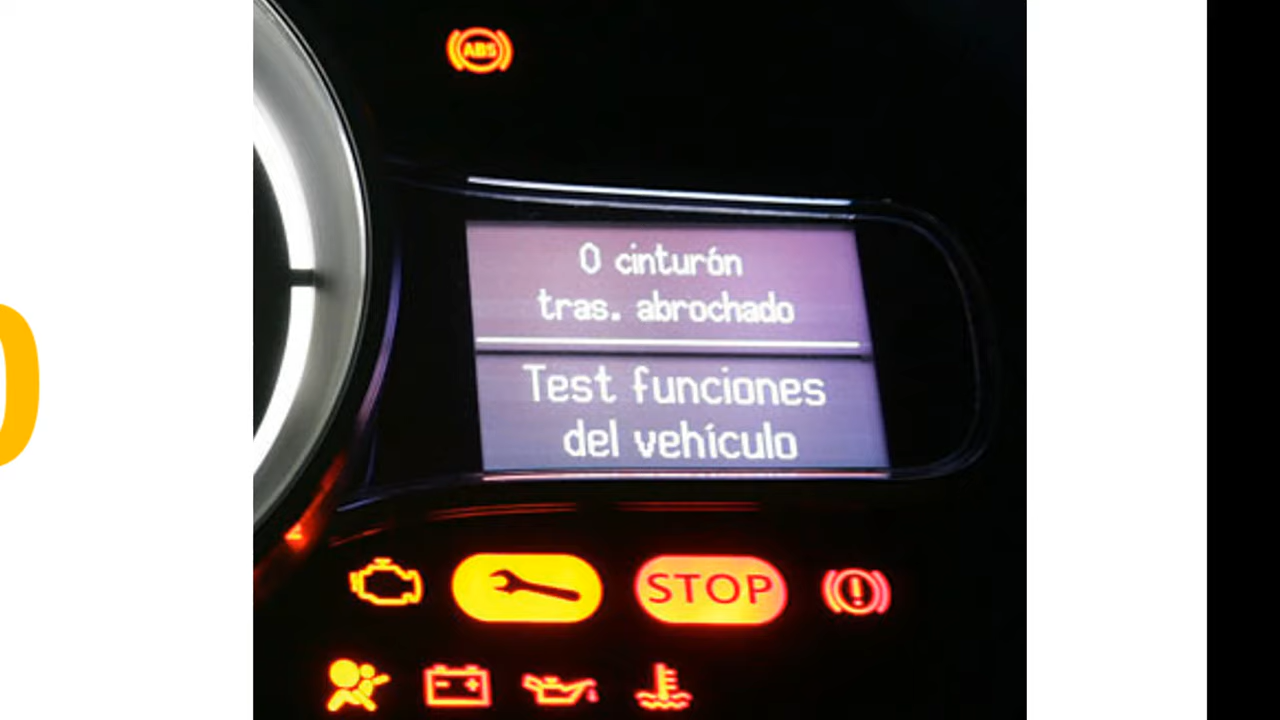 ABS
0 cinturón
tras. abrochado
Test funciones
del vehículo
STOP